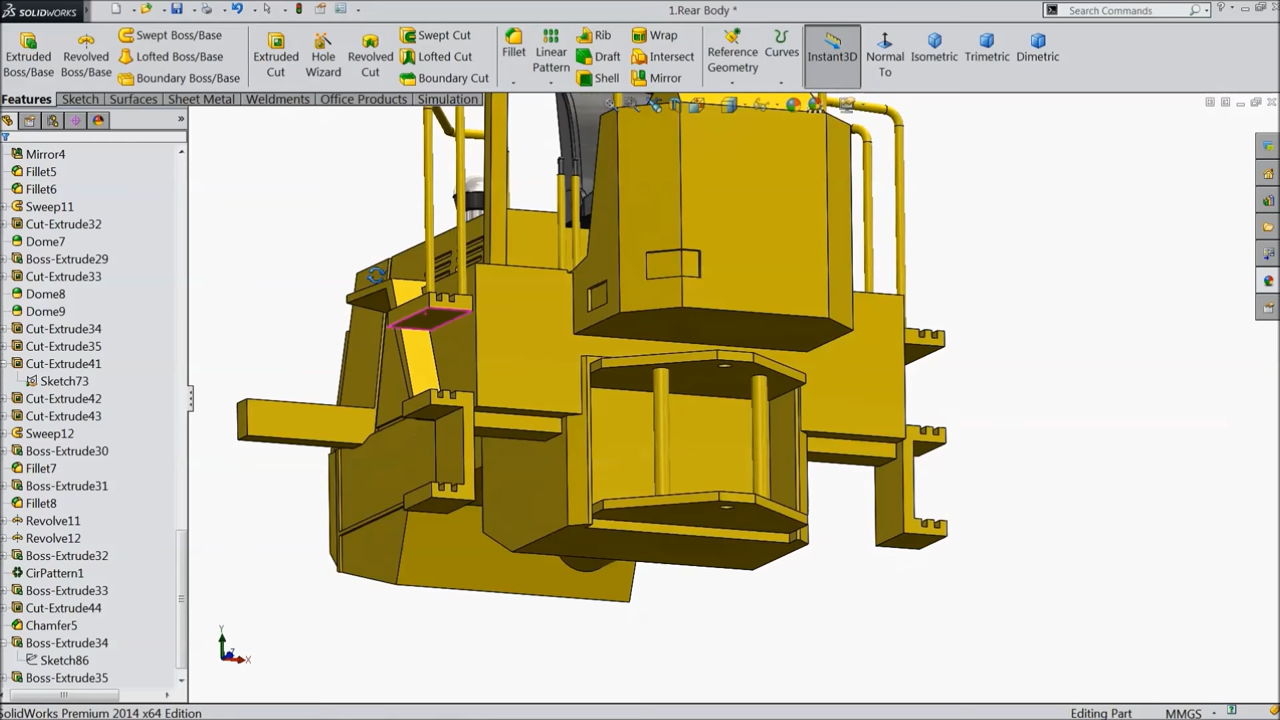 SOLIDWORKS
1.Rear Body *
Search Commands
Extruded Boss/Base
Revolved Boss/Base
Swept Boss/Base
Lofted Boss/Base
Boundary Boss/Base
Extruded Cut
Hole Wizard
Revolved Cut
Swept Cut
Lofted Cut
Boundary Cut
Fillet
Linear Pattern
Rib
Draft
Shell
Wrap
Intersect
Mirror
Reference Geometry
Curves
Instant3D
Normal To
Isometric
Trimetric
Dimetric
Features
Sketch
Surfaces
Sheet Metal
Weldments
Office Products
Simulation
Mirror4
Fillet5
Fillet6
Sweep11
Cut-Extrude32
Dome7
Boss-Extrude29
Cut-Extrude33
Dome8
Dome9
Cut-Extrude34
Cut-Extrude35
Cut-Extrude41
Sketch73
Cut-Extrude42
Cut-Extrude43
Sweep12
Boss-Extrude30
Fillet7
Boss-Extrude31
Fillet8
Revolve11
Revolve12
Boss-Extrude32
CirPattern1
Boss-Extrude33
Cut-Extrude44
Chamfer5
Boss-Extrude34
Sketch86
Boss-Extrude35
Y
Z
X
SolidWorks Premium 2014 x64 Edition
Editing Part
MMGS